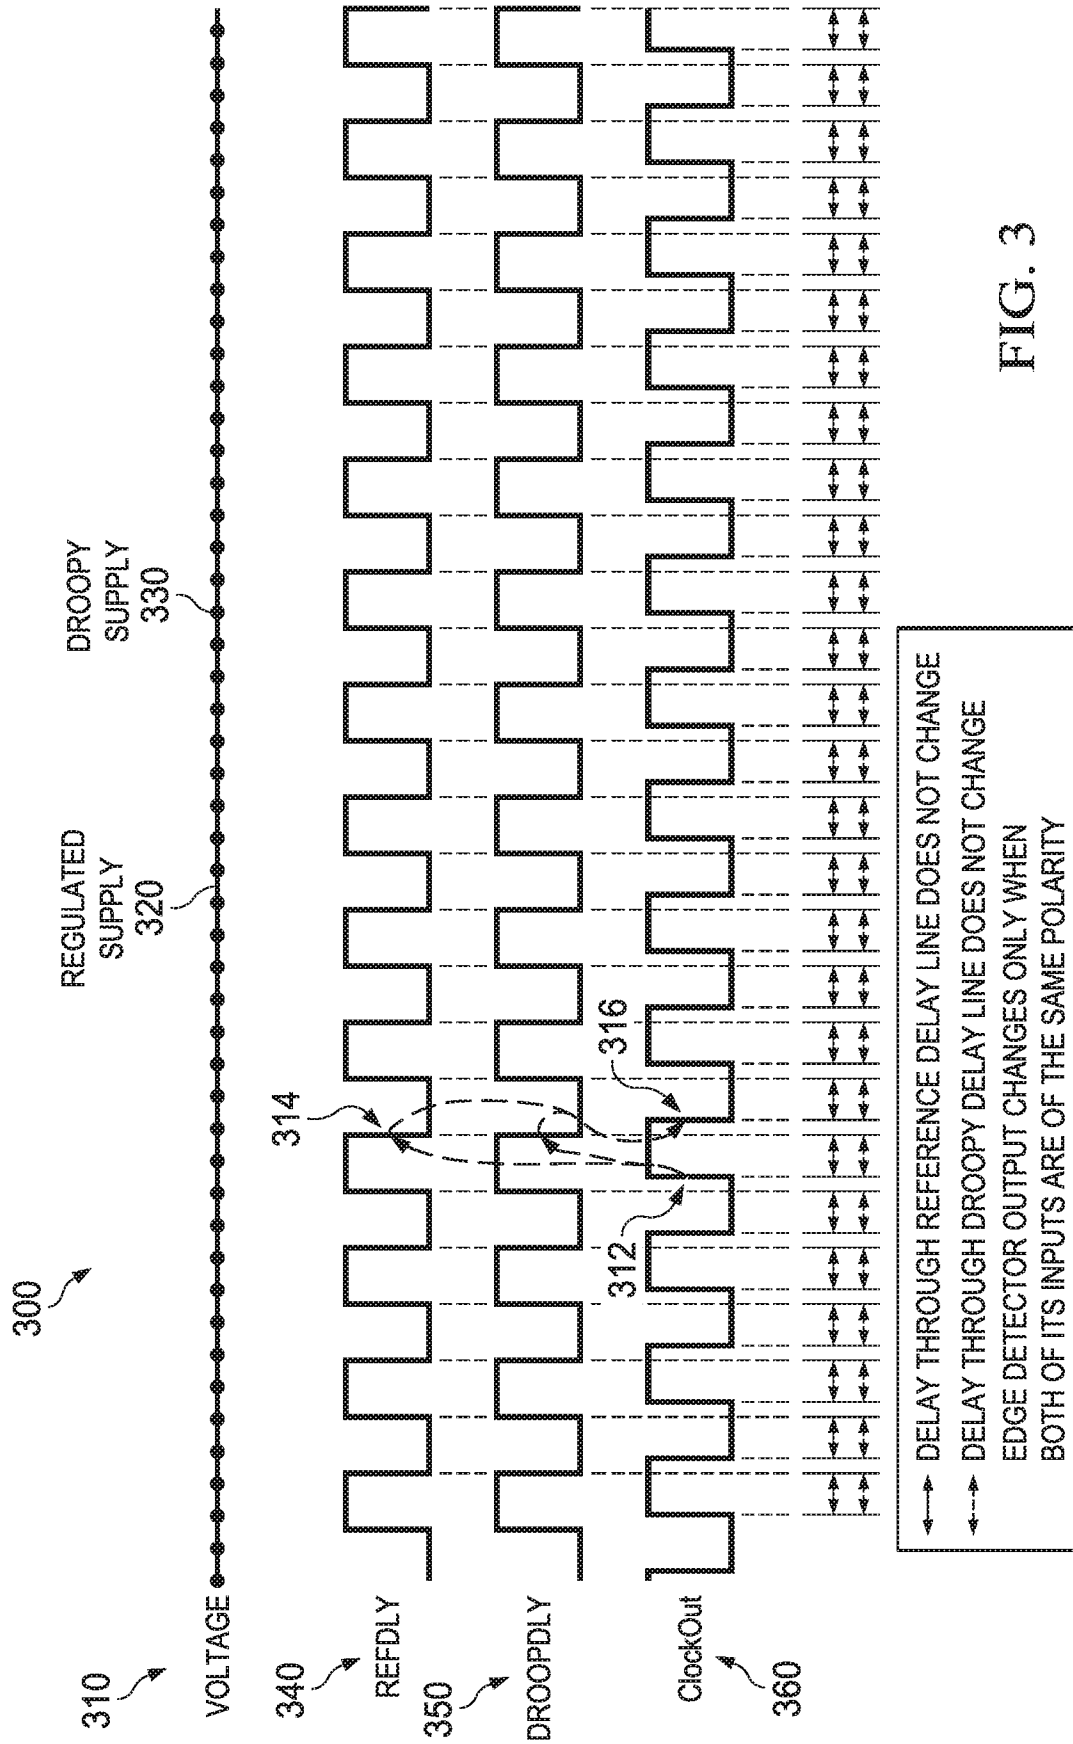 300
310
VOLTAGE
REGULATED
SUPPLY
320
DROOPY
SUPPLY
330
340
REFDLY
314
350
DROOPDLY
312
316
ClockOut
360
DELAY THROUGH REFERENCE DELAY LINE DOES NOT CHANGE
DELAY THROUGH DROOPY DELAY LINE DOES NOT CHANGE
EDGE DETECTOR OUTPUT CHANGES ONLY WHEN
BOTH OF ITS INPUTS ARE OF THE SAME POLARITY
FIG. 3